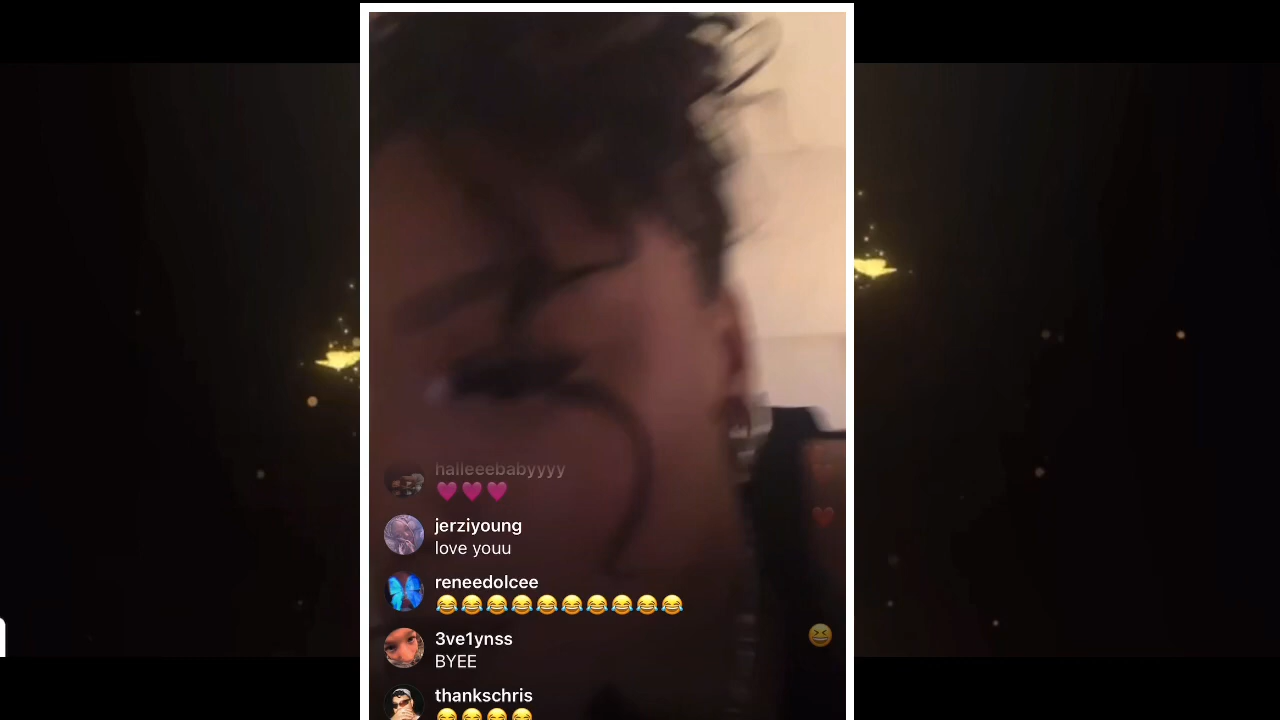 halleeebabyyyy
💗💗💗
jerziyoung
love youu
reneedolcee
😂😂😂😂😂😂😂😂😂😂
3ve1ynss
BYEE
thankschris
😂😂😂😂